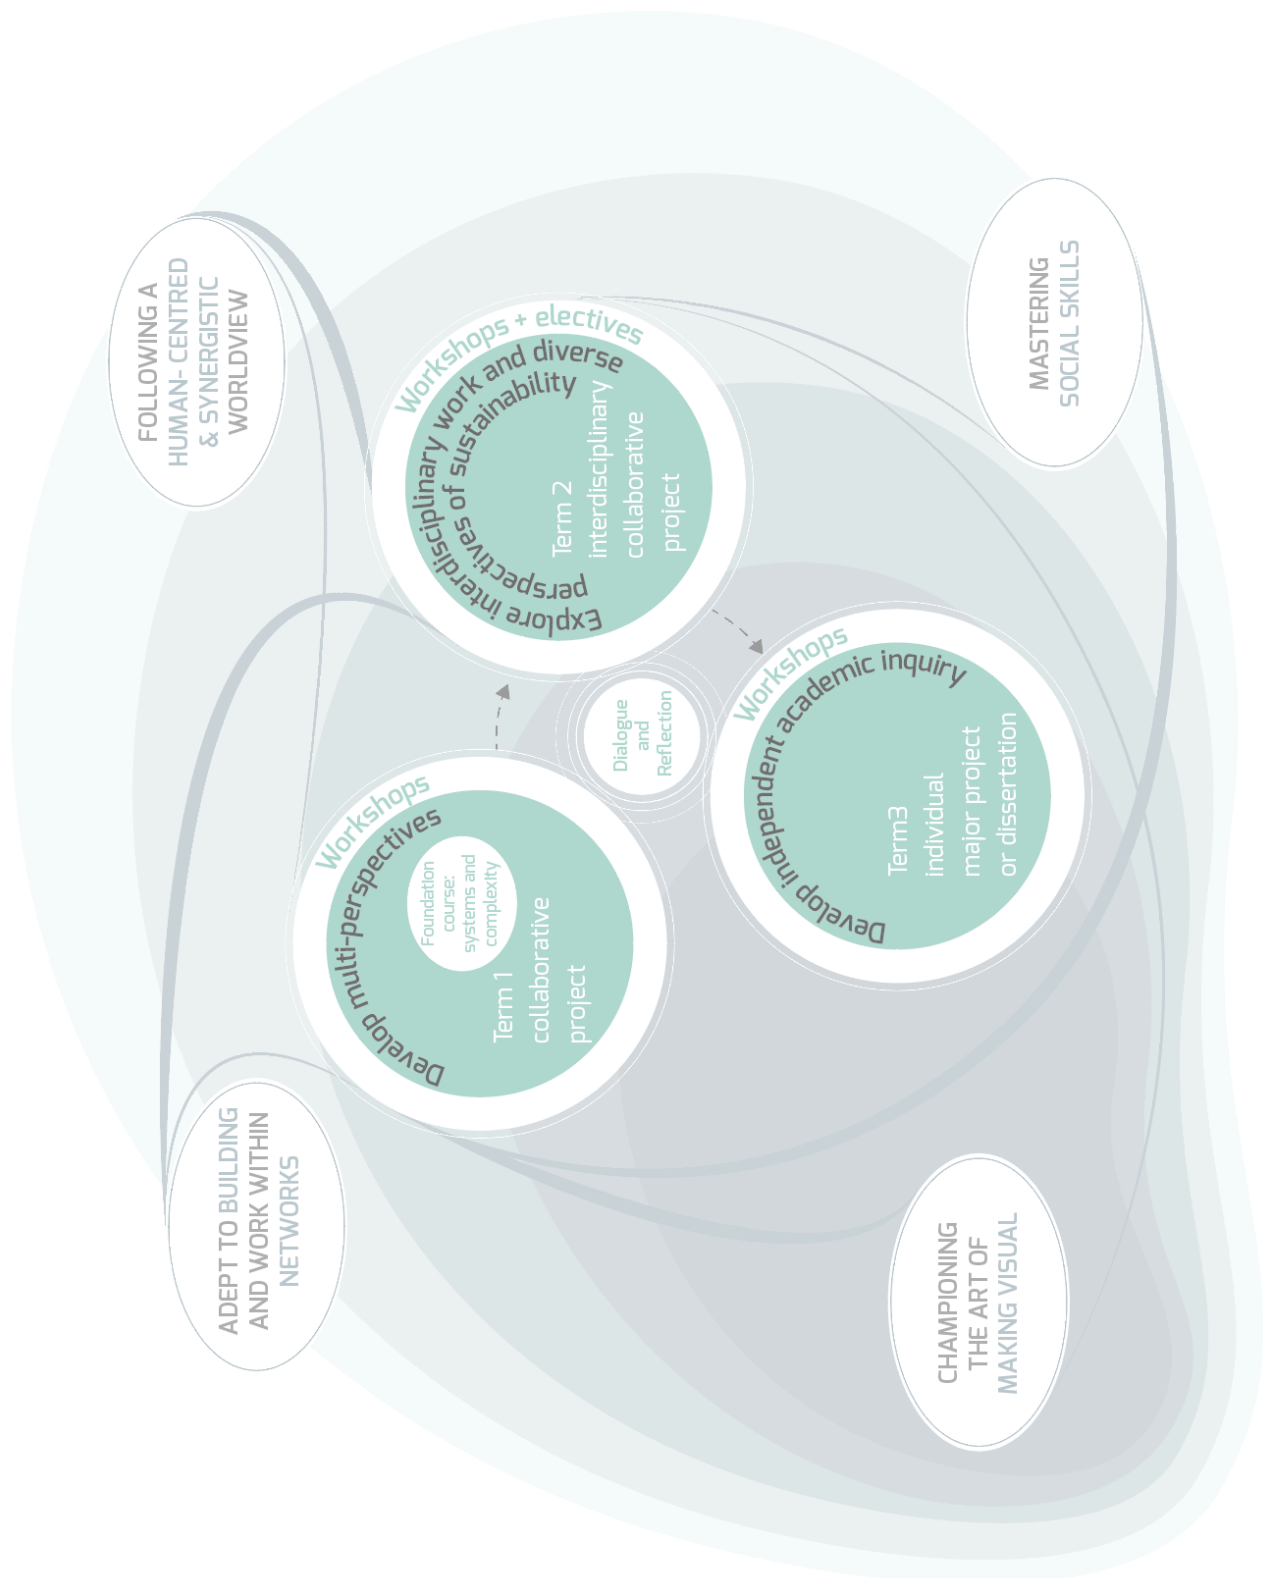 FOLLOWING A
HUMAN- CENTRED
& SYNERGISTIC
WORLDVIEW
MASTERING
SOCIAL SKILLS
Workshops + electives
Explore interdisciplinary work and diverse
perspectives of sustainability
Term 2
interdisciplinary
collaborative
project
Dialogue
and
Reflection
Workshops
Develop multi-perspectives
Foundation
course:
systems and
complexity
Term 1
collaborative
project
Workshops
Develop independent academic inquiry
Term3
individual
major project
or dissertation
ADEPT TO BUILDING
AND WORK WITHIN
NETWORKS
CHAMPIONING
THE ART OF
MAKING VISUAL